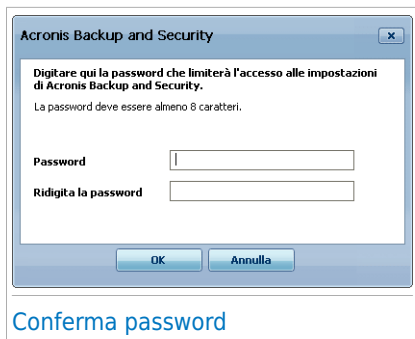 Acronis Backup and Security
Digitare qui la password che limiterà l'accesso alle impostazioni
di Acronis Backup and Security.
La password deve essere almeno 8 caratteri.
Password
Ridigita la password
OK
Annulla
Conferma password